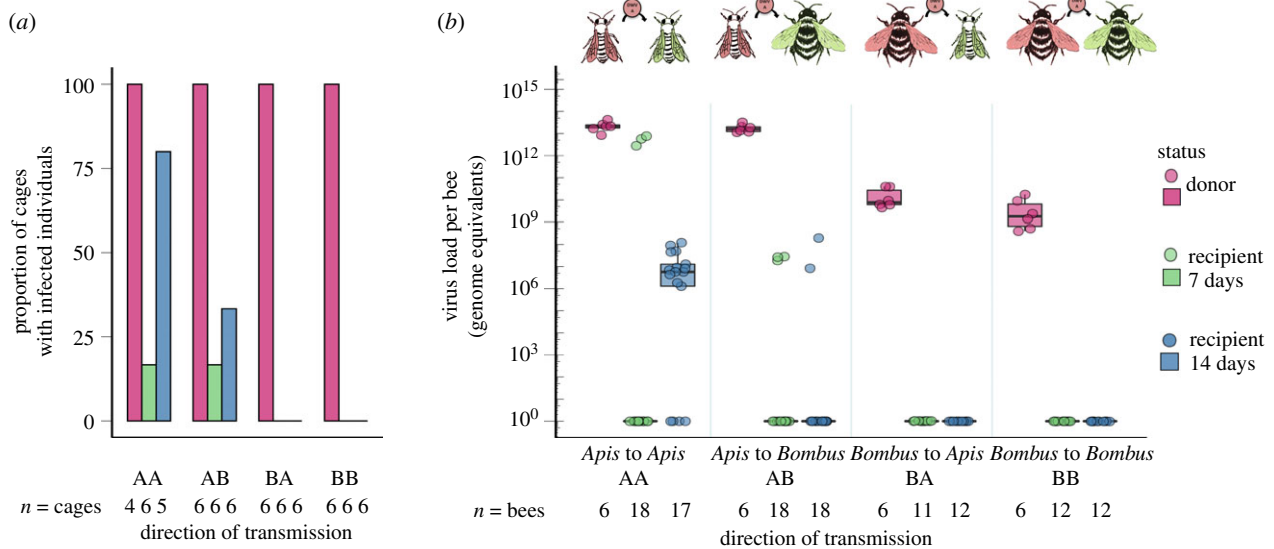 (a)
100
75
50
25
0
proportion of cages
with infected individuals
AA AB BA BB
n = cages 4 6 5 6 6 6 6 6 6 6 6 6
direction of transmission
(b)
10^15
10^12
10^9
10^6
10^3
10^0
virus load per bee
(genome equivalents)
Apis to Apis Apis to Bombus Bombus to Apis Bombus to Bombus
AA AB BA BB
n = bees 6 18 17 6 18 18 6 11 12 6 12 12
direction of transmission
status
donor
recipient
7 days
recipient
14 days